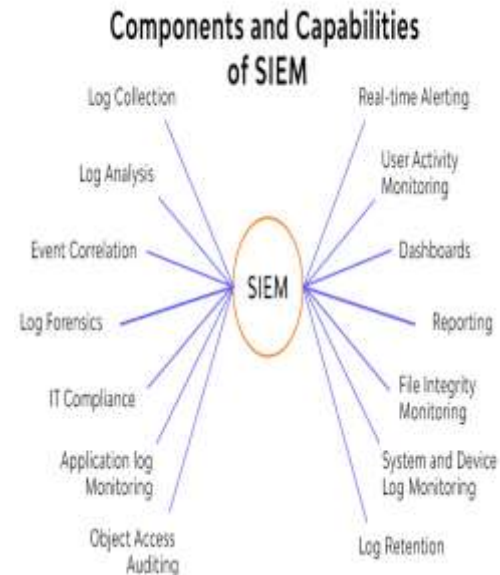 Components and Capabilities
of SIEM
Log Collection
Log Analysis
Event Correlation
Log Forensics
IT Compliance
Application log
Monitoring
Object Access
Auditing
SIEM
Real-time Alerting
User Activity
Monitoring
Dashboards
Reporting
File Integrity
Monitoring
System and Device
Log Monitoring
Log Retention